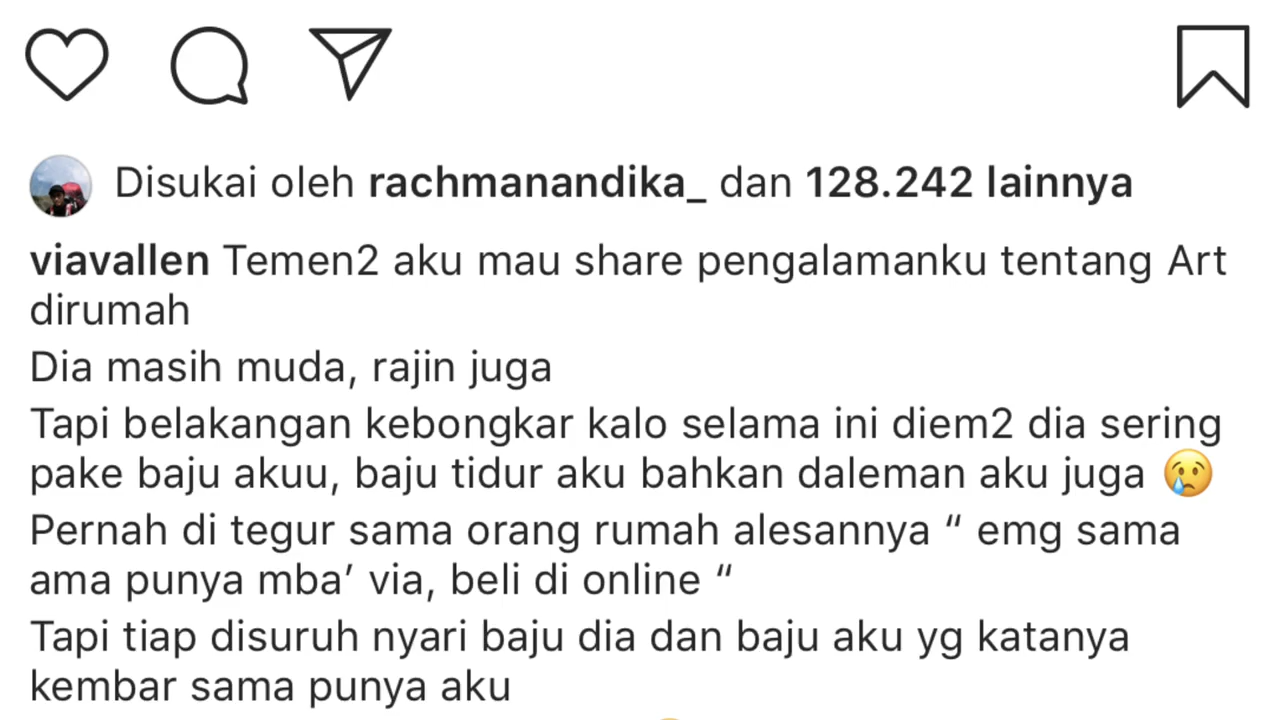 Disukai oleh rachmanandika_ dan 128.242 lainnya
viavallen Temen2 aku mau share pengalamanku tentang Art
dirumah
Dia masih muda, rajin juga
Tapi belakangan kebongkar kalo selama ini diem2 dia sering
pake baju akuu, baju tidur aku bahkan daleman aku juga 😢
Pernah di tegur sama orang rumah alesannya “ emg sama
ama punya mba’ via, beli di online “
Tapi tiap disuruh nyari baju dia dan baju aku yg katanya
kembar sama punya aku